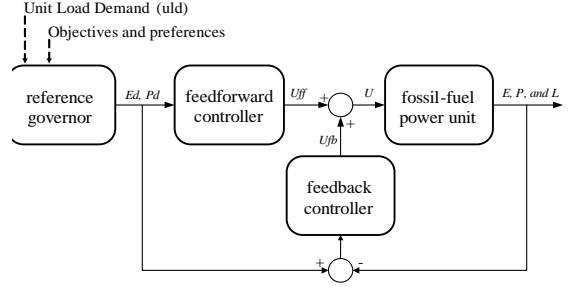 Unit Load Demand (uld)
Objectives and preferences
reference
governor
Ed, Pd
feedforward
controller
Uff
+
U
fossil-fuel
power unit
E, P, and L
+
Ufb
feedback
controller
+
-